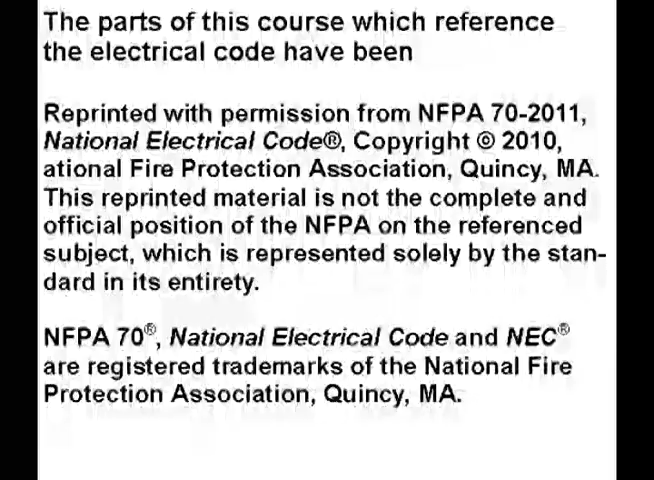 The parts of this course which reference
the electrical code have been
Reprinted with permission from NFPA 70-2011,
National Electrical Code®, Copyright © 2010,
ational Fire Protection Association, Quincy, MA.
This reprinted material is not the complete and
official position of the NFPA on the referenced
subject, which is represented solely by the stan-
dard in its entirety.
NFPA 70®, National Electrical Code and NEC®
are registered trademarks of the National Fire
Protection Association, Quincy, MA.